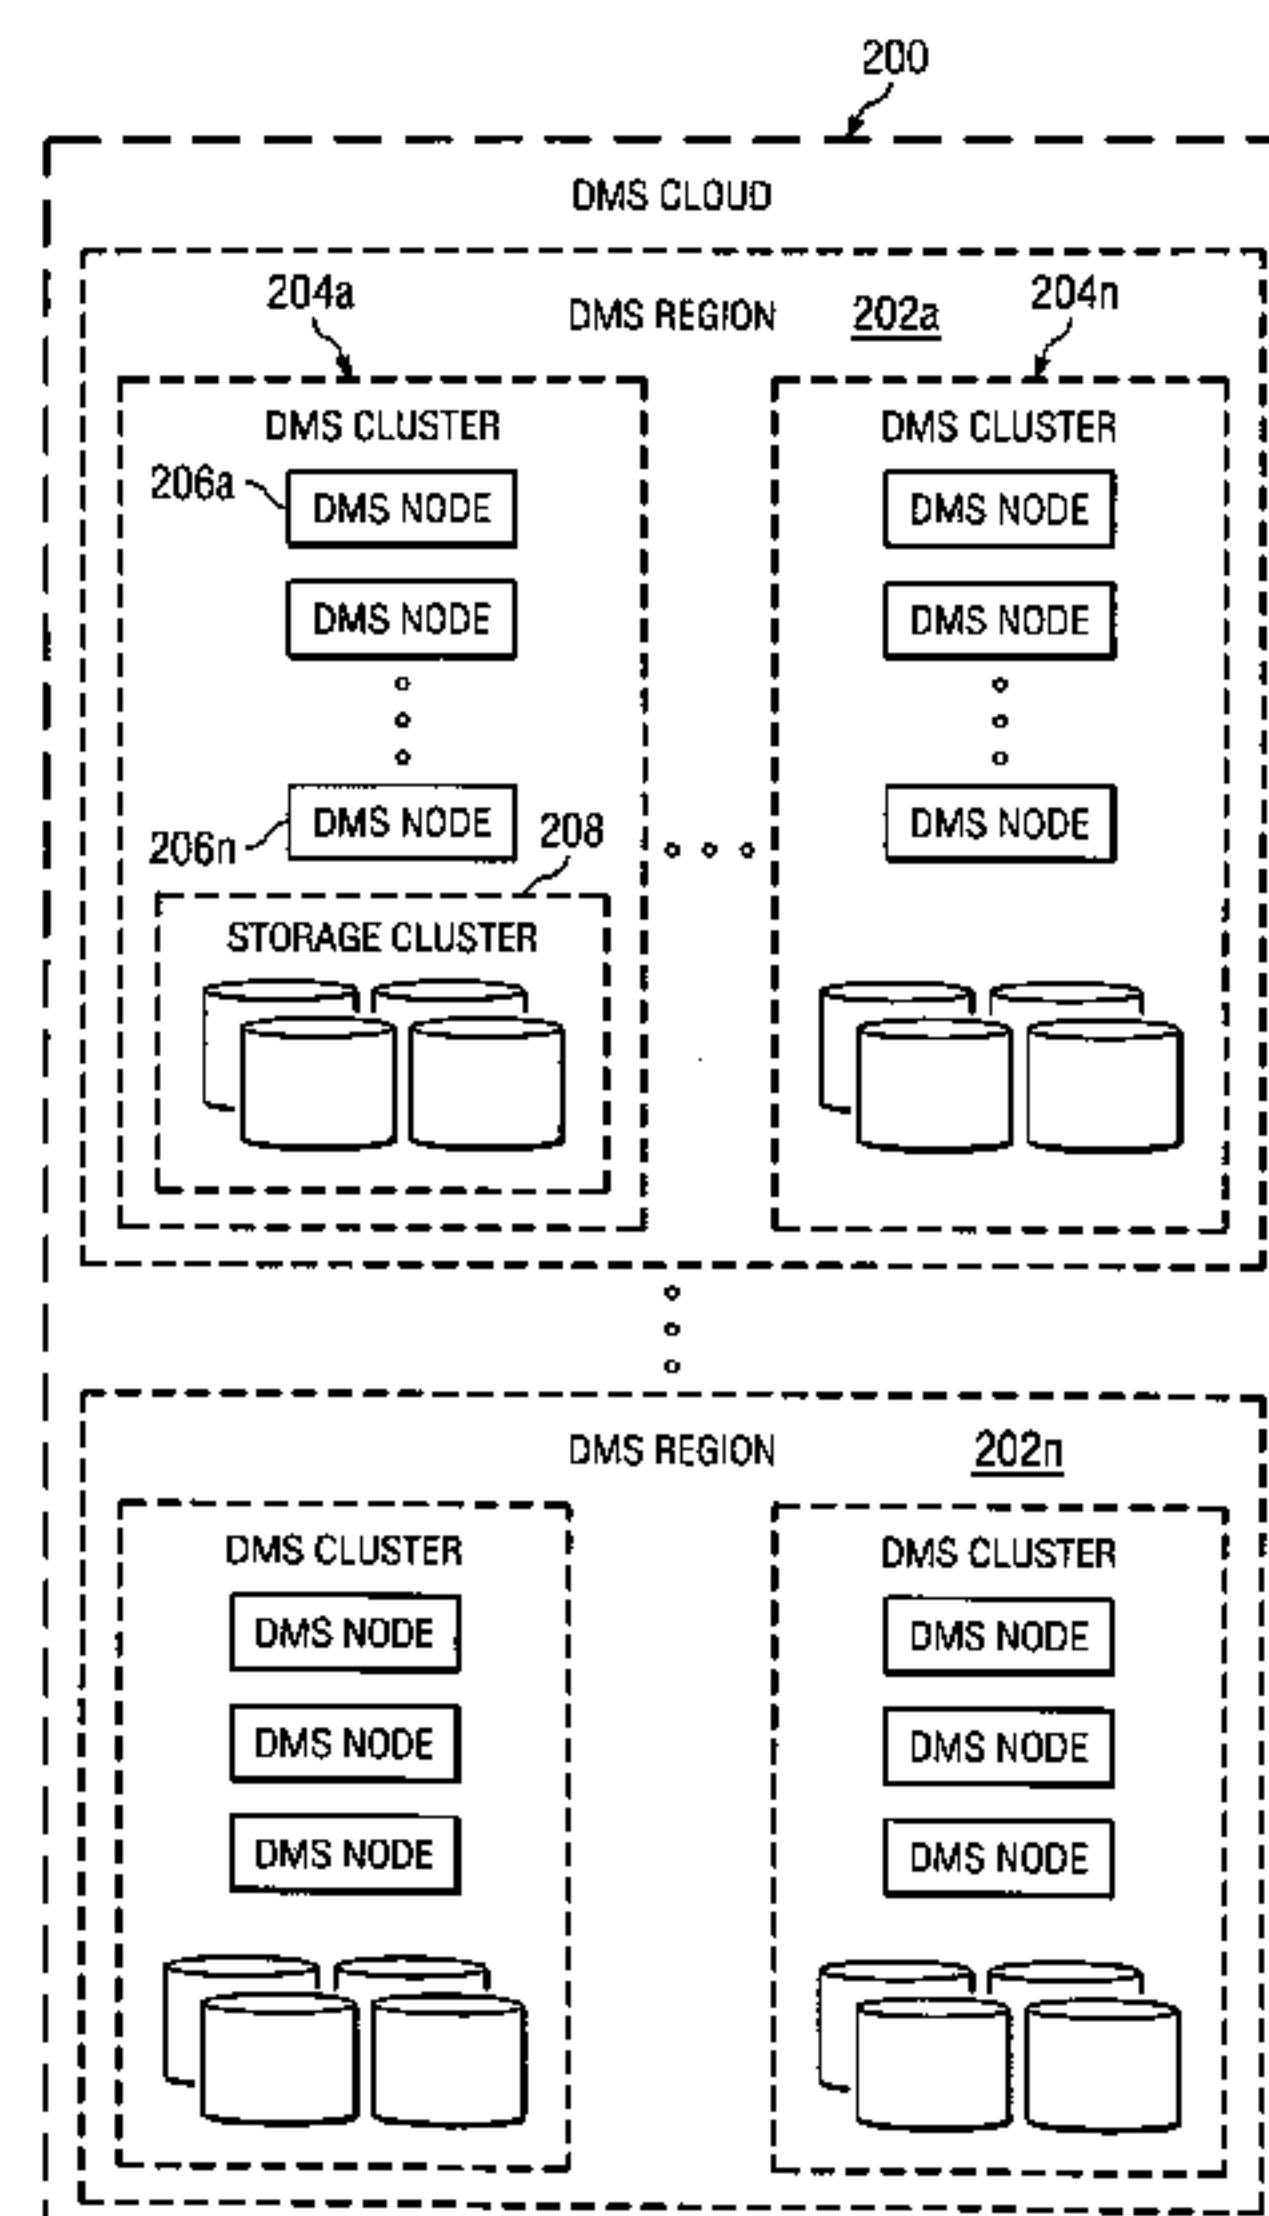 200
DMS CLOUD
204a
DMS REGION 202a
204n
DMS CLUSTER
206a
DMS NODE
DMS NODE
206n
DMS NODE
208
STORAGE CLUSTER
DMS CLUSTER
DMS NODE
DMS NODE
DMS NODE
DMS REGION 202n
DMS CLUSTER
DMS NODE
DMS NODE
DMS NODE
DMS CLUSTER
DMS NODE
DMS NODE
DMS NODE